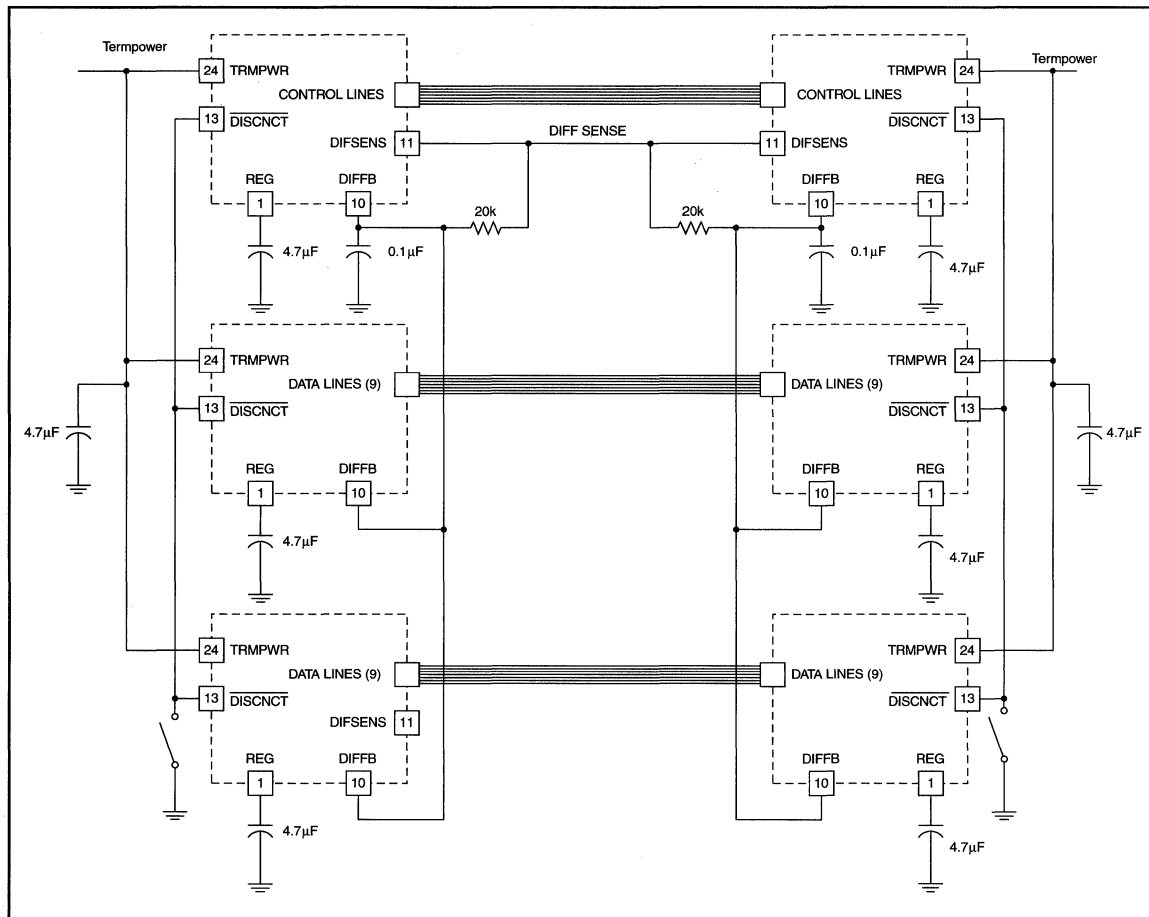 Termpower
24 TRMPWR
CONTROL LINES
13 DISCNCT
DIFSENS 11
REG
1
DIFFB
10
4.7µF
0.1µF
20k
DIFF SENSE
20k
Termpower
TRMPWR 24
CONTROL LINES
DISCNCT 13
11 DIFSENS
DIFFB
10
REG
1
0.1µF
4.7µF
24 TRMPWR
DATA LINES (9)
13 DISCNCT
4.7µF
REG
1
DIFFB
10
4.7µF
TRMPWR 24
DATA LINES (9)
DISCNCT 13
4.7µF
DIFFB
10
REG
1
4.7µF
24 TRMPWR
DATA LINES (9)
13 DISCNCT
DIFSENS 11
REG
1
DIFFB
10
4.7µF
TRMPWR 24
DATA LINES (9)
DISCNCT 13
DIFFB
10
REG
1
4.7µF